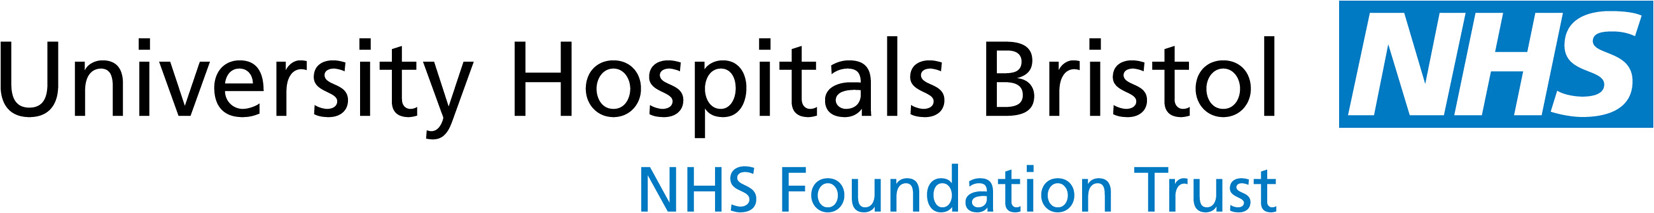 University Hospitals Bristol NHS
NHS Foundation Trust